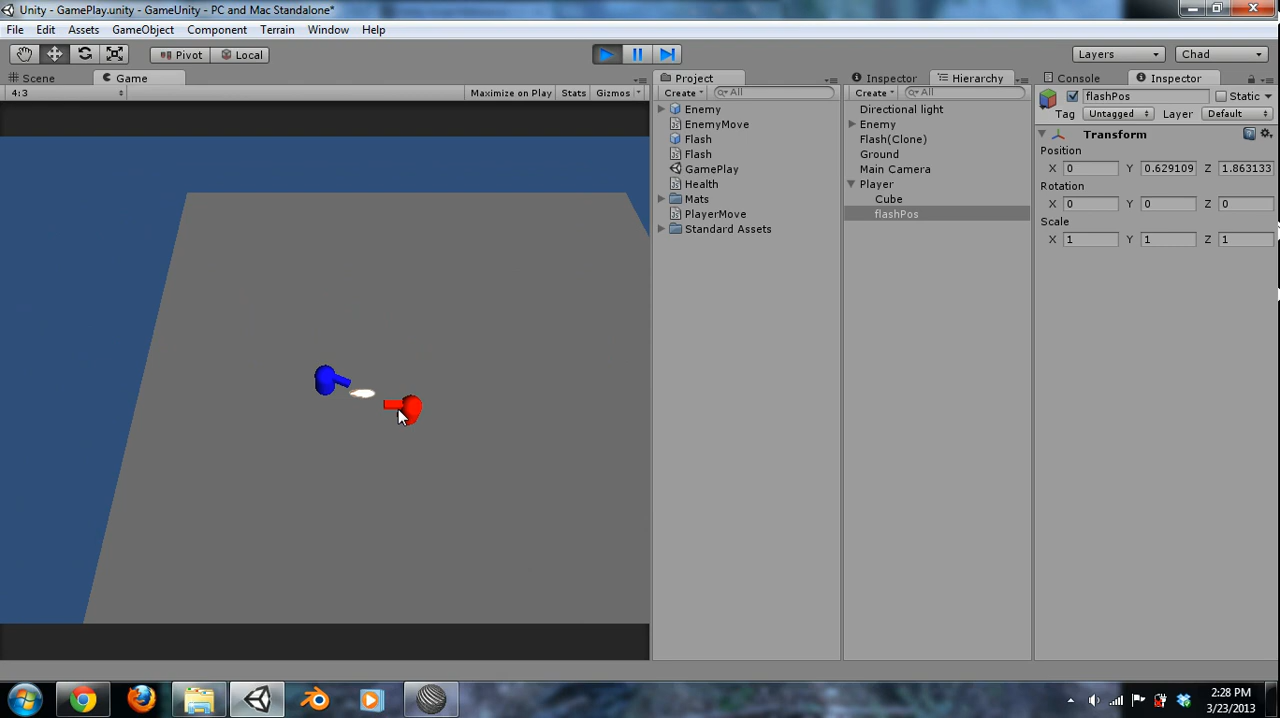 Unity - GamePlay.unity - GameUnity - PC and Mac Standalone*
File Edit Assets GameObject Component Terrain Window Help
Pivot Local Layers Chad
Scene Game Project Inspector Hierarchy Console Inspector
4:3 Maximize on Play Stats Gizmos Create All Create All flashPos Static
Tag Untagged Layer Default
Enemy
EnemyMove
Flash
Flash
GamePlay
Health
Mats
PlayerMove
Standard Assets
Directional light
Enemy
Flash(Clone)
Ground
Main Camera
Player
Cube
flashPos
Transform
Position
X 0 Y 0.629109 Z 1.863133
Rotation
X 0 Y 0 Z 0
Scale
X 1 Y 1 Z 1
2:28 PM
3/23/2013